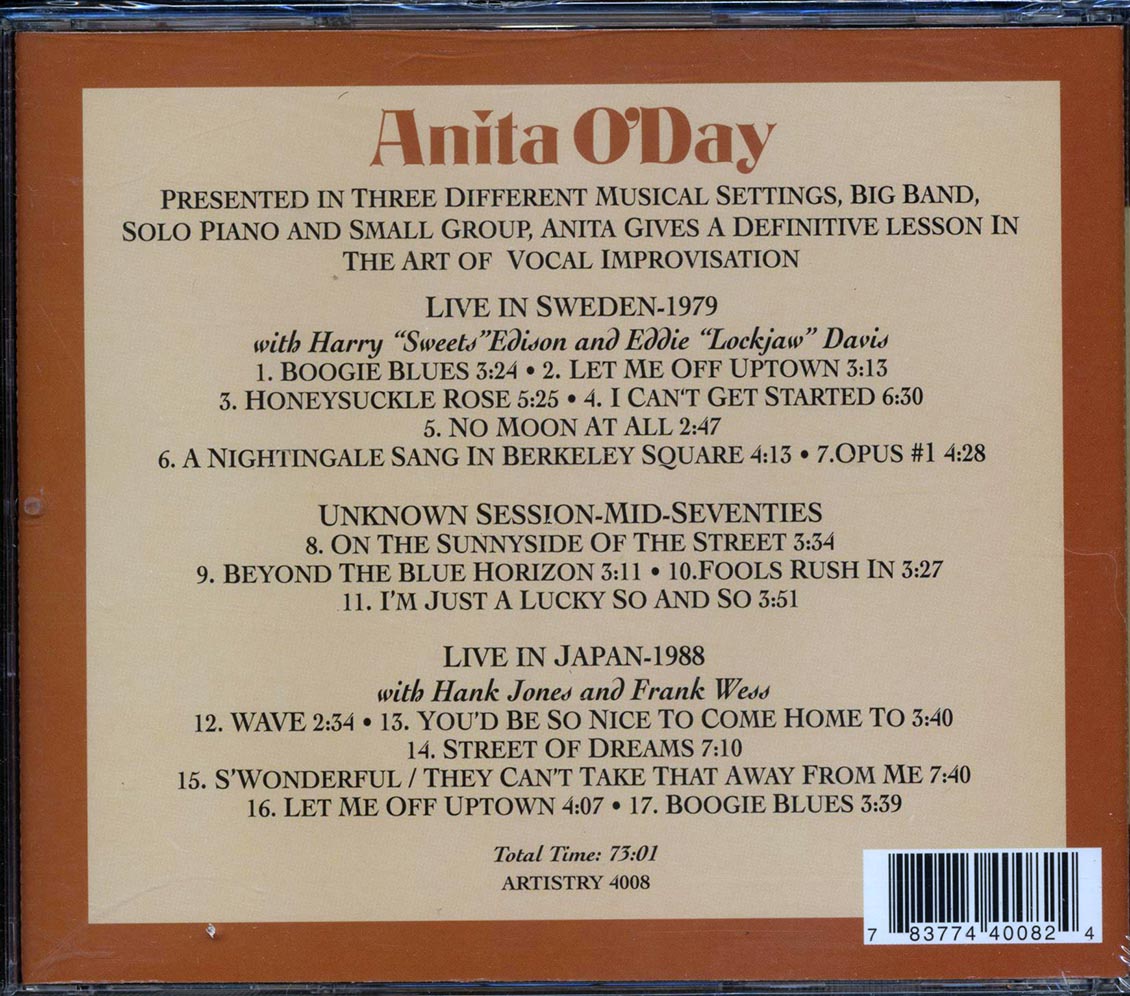 Anita O'Day
PRESENTED IN THREE DIFFERENT MUSICAL SETTINGS, BIG BAND,
SOLO PIANO AND SMALL GROUP, ANITA GIVES A DEFINITIVE LESSON IN
THE ART OF VOCAL IMPROVISATION
LIVE IN SWEDEN-1979
with Harry "Sweets"Edison and Eddie "Lockjaw" Davis
1. BOOGIE BLUES 3:24 • 2. LET ME OFF UPTOWN 3:13
3. HONEYSUCKLE ROSE 5:25 • 4. I CAN'T GET STARTED 6:30
5. NO MOON AT ALL 2:47
6. A NIGHTINGALE SANG IN BERKELEY SQUARE 4:13 • 7.OPUS #1 4:28
UNKNOWN SESSION-MID-SEVENTIES
8. ON THE SUNNYSIDE OF THE STREET 3:34
9. BEYOND THE BLUE HORIZON 3:11 • 10.FOOLS RUSH IN 3:27
11. I'M JUST A LUCKY SO AND SO 3:51
LIVE IN JAPAN-1988
with Hank Jones and Frank Wess
12. WAVE 2:34 • 13. YOU'D BE SO NICE TO COME HOME TO 3:40
14. STREET OF DREAMS 7:10
15. S'WONDERFUL / THEY CAN'T TAKE THAT AWAY FROM ME 7:40
16. LET ME OFF UPTOWN 4:07 • 17. BOOGIE BLUES 3:39
Total Time: 73:01
ARTISTRY 4008
7 83774 40082 4